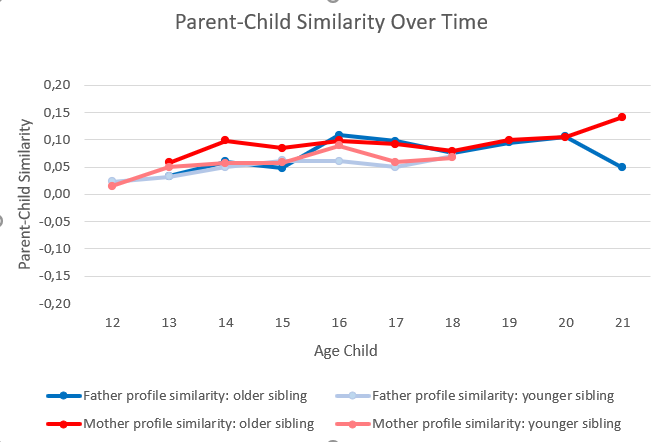 Parent-Child Similarity Over Time
0,20
0,15
0,10
0,05
0,00
-0,05
-0,10
-0,15
-0,20
Parent-Child Similarity
12 13 14 15 16 17 18 19 20 21
Age Child
Father profile similarity: older sibling Father profile similarity: younger sibling
Mother profile similarity: older sibling Mother profile similarity: younger sibling